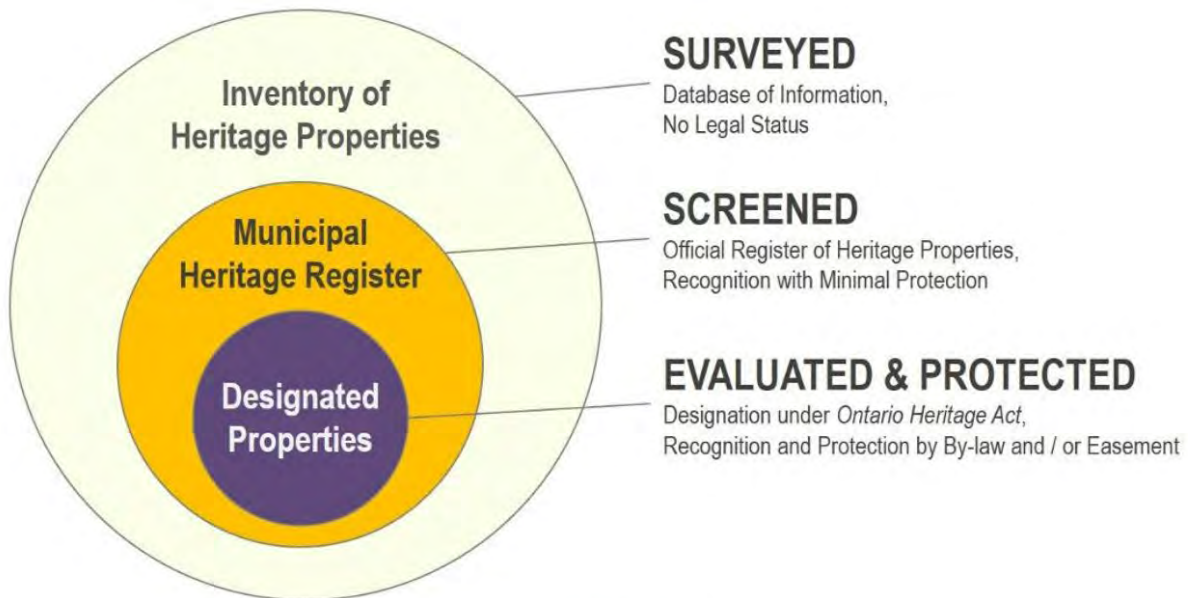 Inventory of
Heritage Properties
Municipal
Heritage Register
Designated
Properties
SURVEYED
Database of Information,
No Legal Status
SCREENED
Official Register of Heritage Properties,
Recognition with Minimal Protection
EVALUATED & PROTECTED
Designation under Ontario Heritage Act,
Recognition and Protection by By-law and / or Easement